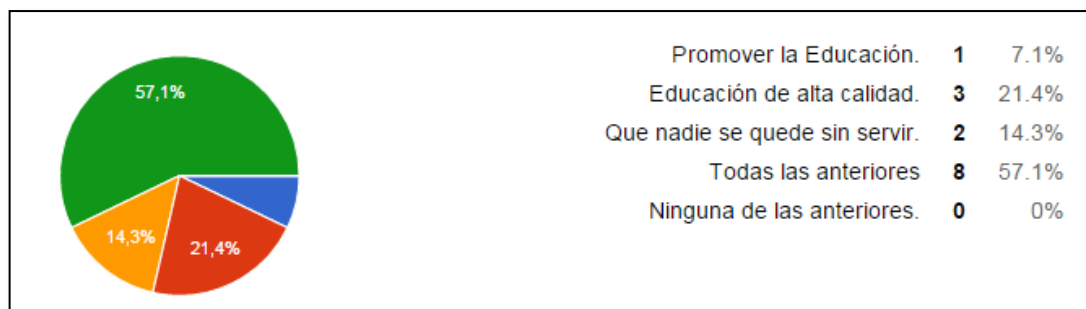 57,1%
14,3%
21,4%
Promover la Educación. 1 7.1%
Educación de alta calidad. 3 21.4%
Que nadie se quede sin servir. 2 14.3%
Todas las anteriores 8 57.1%
Ninguna de las anteriores. 0 0%